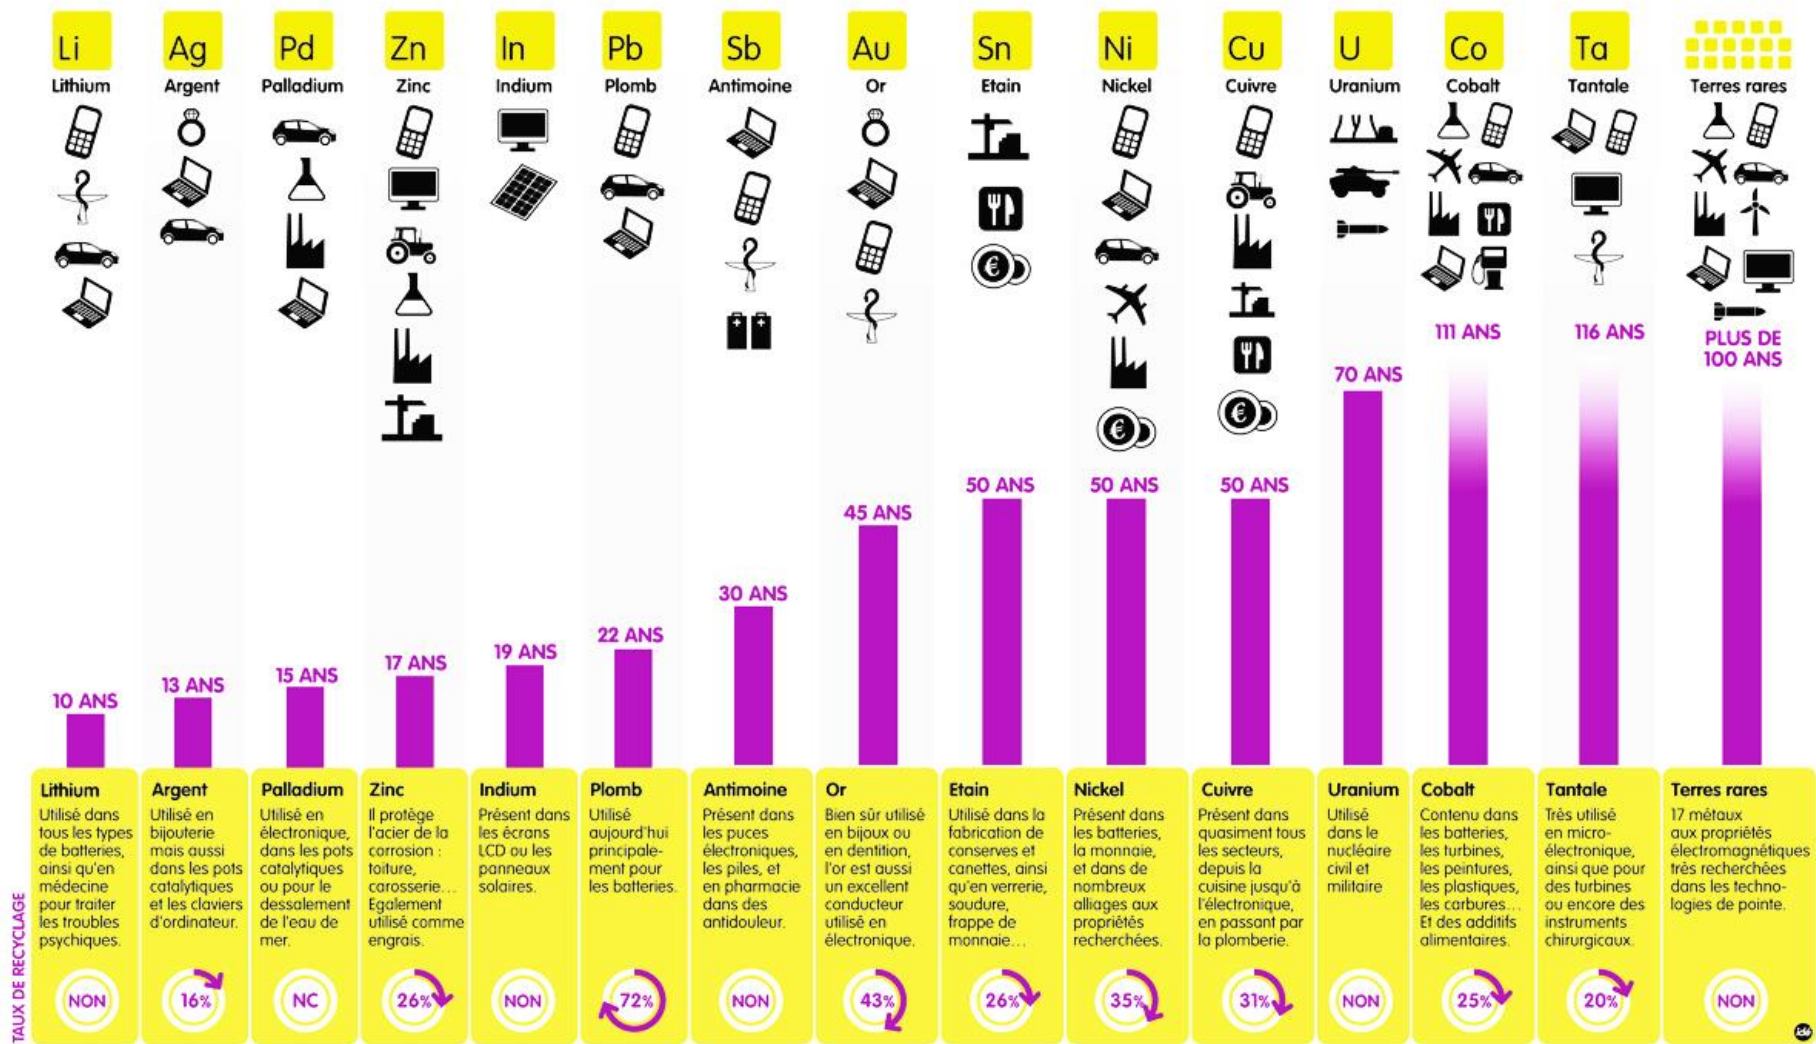 Li
Ag
Pd
Zn
In
Pb
Sb
Au
Sn
Ni
Cu
U
Co
Ta
Lithium
Argent
Palladium
Zinc
Indium
Plomb
Antimoine
Or
Etain
Nickel
Cuivre
Uranium
Cobalt
Tantale
Terres rares
10 ANS
13 ANS
15 ANS
17 ANS
19 ANS
22 ANS
30 ANS
45 ANS
50 ANS
50 ANS
50 ANS
70 ANS
111 ANS
116 ANS
PLUS DE
100 ANS
TAUX DE RECYCLAGE
Lithium
Utilisé dans
tous les types
de batteries,
ainsi qu'en
médecine
pour traiter
les troubles
psychiques.
NON
Argent
Utilisé en
bijouterie
mais aussi
dans les pots
catalytiques
et les claviers
d'ordinateur.
16%
Palladium
Utilisé en
électronique,
dans les pots
catalytiques
ou pour le
dessalement
de l'eau de
mer.
NC
Zinc
Il protège
l'acier de la
corrosion :
toiture,
carosserie...
Egalement
utilisé comme
engrais.
26%
Indium
Présent dans
les écrans
LCD ou les
panneaux
solaires.
NON
Plomb
Utilisé
aujourd'hui
principale-
ment pour
les batteries.
72%
Antimoine
Présent dans
les puces
électroniques,
les piles, et
en pharmacie
dans des
antidouleur.
NON
Or
Bien sûr utilisé
en bijoux ou
en dentition,
l'or est aussi
un excellent
conducteur
utilisé en
électronique.
43%
Etain
Utilisé dans la
fabrication de
conserves et
canettes, ainsi
qu'en verrerie,
soudure,
frappe de
monnaie...
26%
Nickel
Présent dans
les batteries,
la monnaie,
et dans de
nombreux
alliages aux
propriétés
recherchées.
35%
Cuivre
Présent dans
quasiment tous
les secteurs,
depuis la
cuisine jusqu'à
l'électronique,
en passant par
la plomberie.
31%
Uranium
Utilisé
dans le
nucléaire
civil et
militaire
NON
Cobalt
Contenu dans
les batteries,
les turbines,
les peintures,
les plastiques,
les carbures...
Et des additifs
alimentaires.
25%
Tantale
Très utilisé
en micro-
électronique,
ainsi que pour
des turbines
ou encore des
instruments
chirurgicaux.
20%
Terres rares
17 métaux
aux propriétés
électromagnétiques
très recherchées
dans les techno-
logies de pointe.
NON
idé